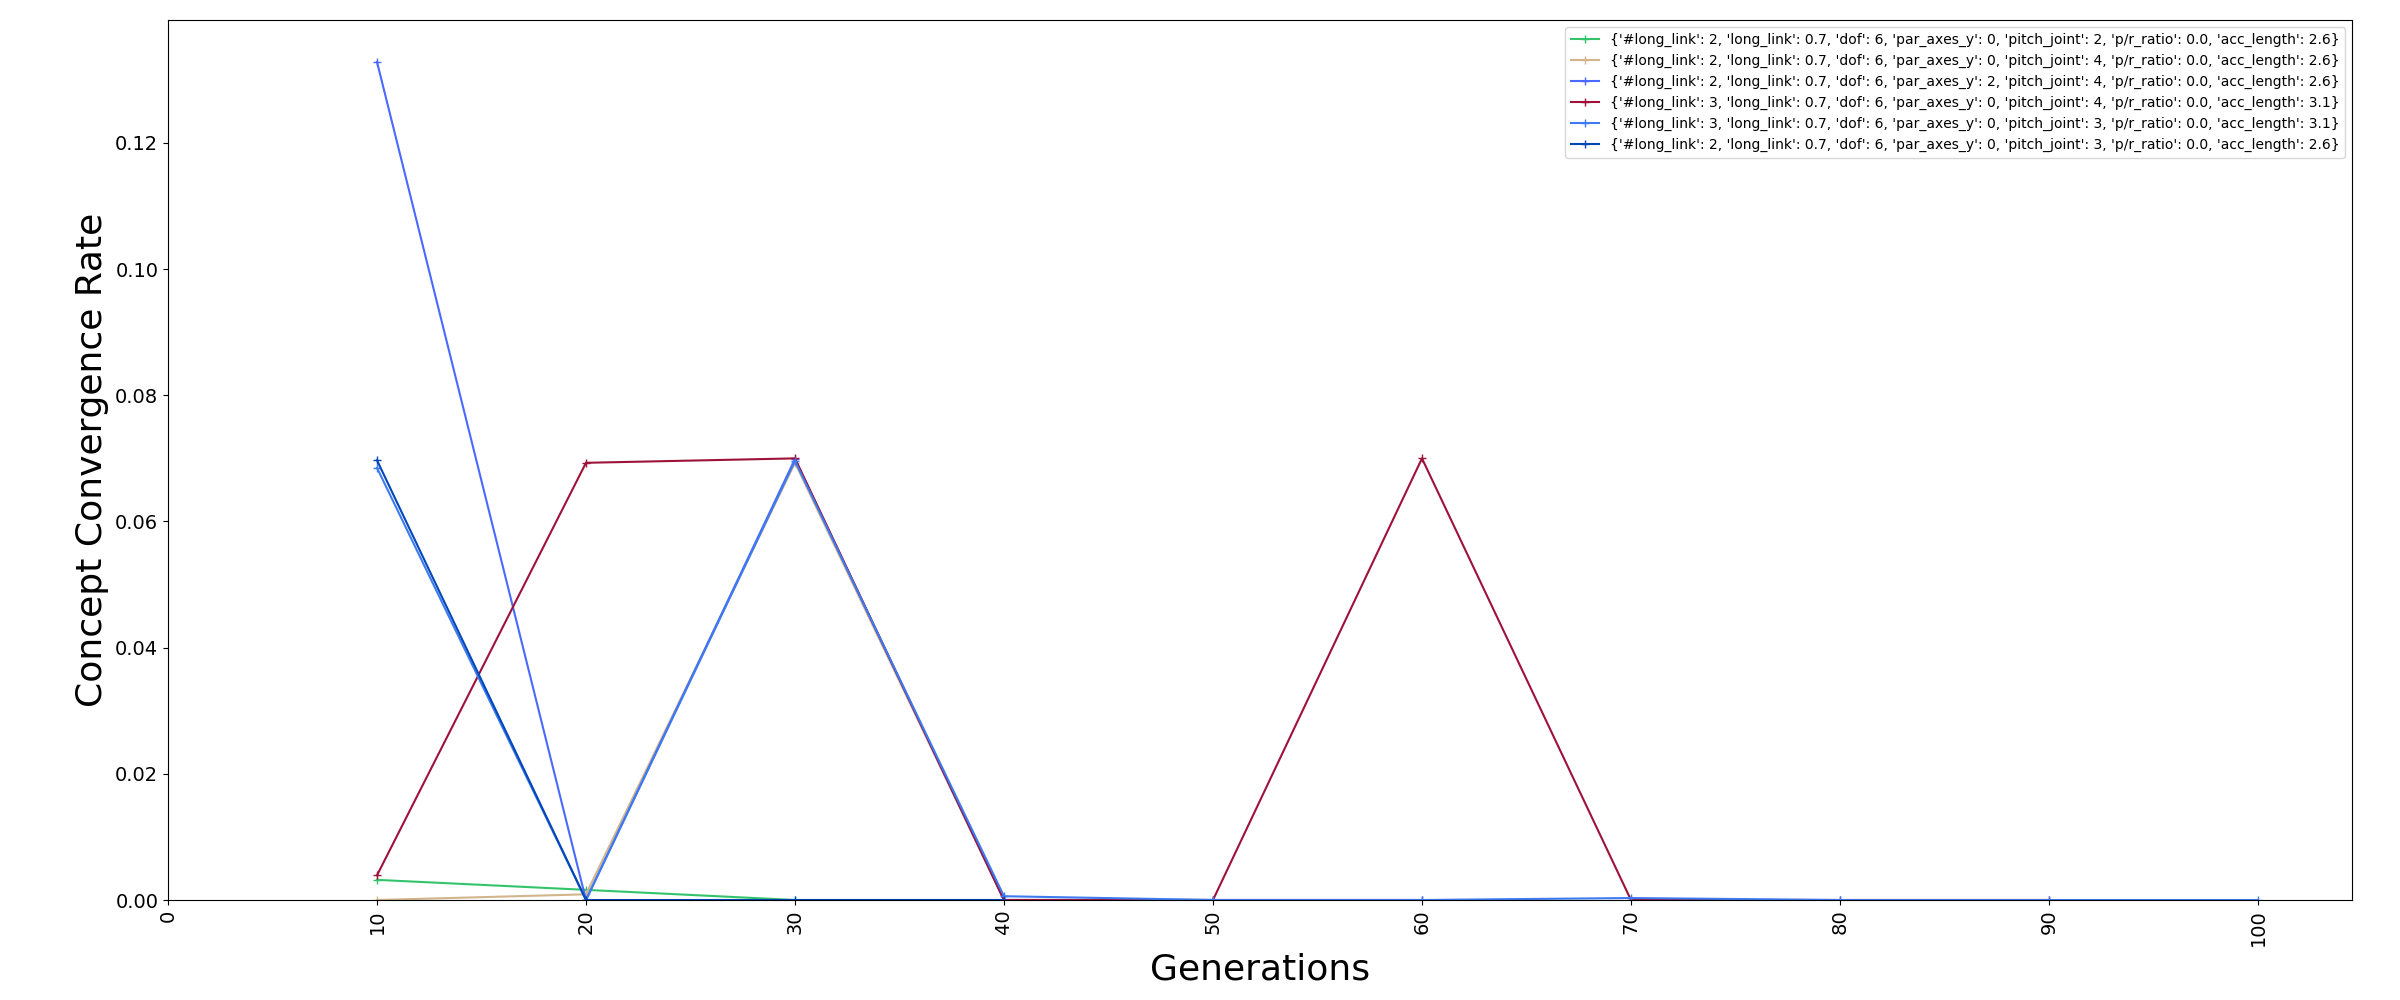 {'#long_link': 2, 'long_link': 0.7, 'dof': 6, 'par_axes_y': 0, 'pitch_joint': 2, 'p/r_ratio': 0.0, 'acc_length': 2.6}
{'#long_link': 2, 'long_link': 0.7, 'dof': 6, 'par_axes_y': 0, 'pitch_joint': 4, 'p/r_ratio': 0.0, 'acc_length': 2.6}
{'#long_link': 2, 'long_link': 0.7, 'dof': 6, 'par_axes_y': 2, 'pitch_joint': 4, 'p/r_ratio': 0.0, 'acc_length': 2.6}
{'#long_link': 3, 'long_link': 0.7, 'dof': 6, 'par_axes_y': 0, 'pitch_joint': 4, 'p/r_ratio': 0.0, 'acc_length': 3.1}
{'#long_link': 3, 'long_link': 0.7, 'dof': 6, 'par_axes_y': 0, 'pitch_joint': 3, 'p/r_ratio': 0.0, 'acc_length': 3.1}
{'#long_link': 2, 'long_link': 0.7, 'dof': 6, 'par_axes_y': 0, 'pitch_joint': 3, 'p/r_ratio': 0.0, 'acc_length': 2.6}
Concept Convergence Rate
0.12
0.10
0.08
0.06
0.04
0.02
0.00
0
10
20
30
40
50
60
70
80
90
100
Generations